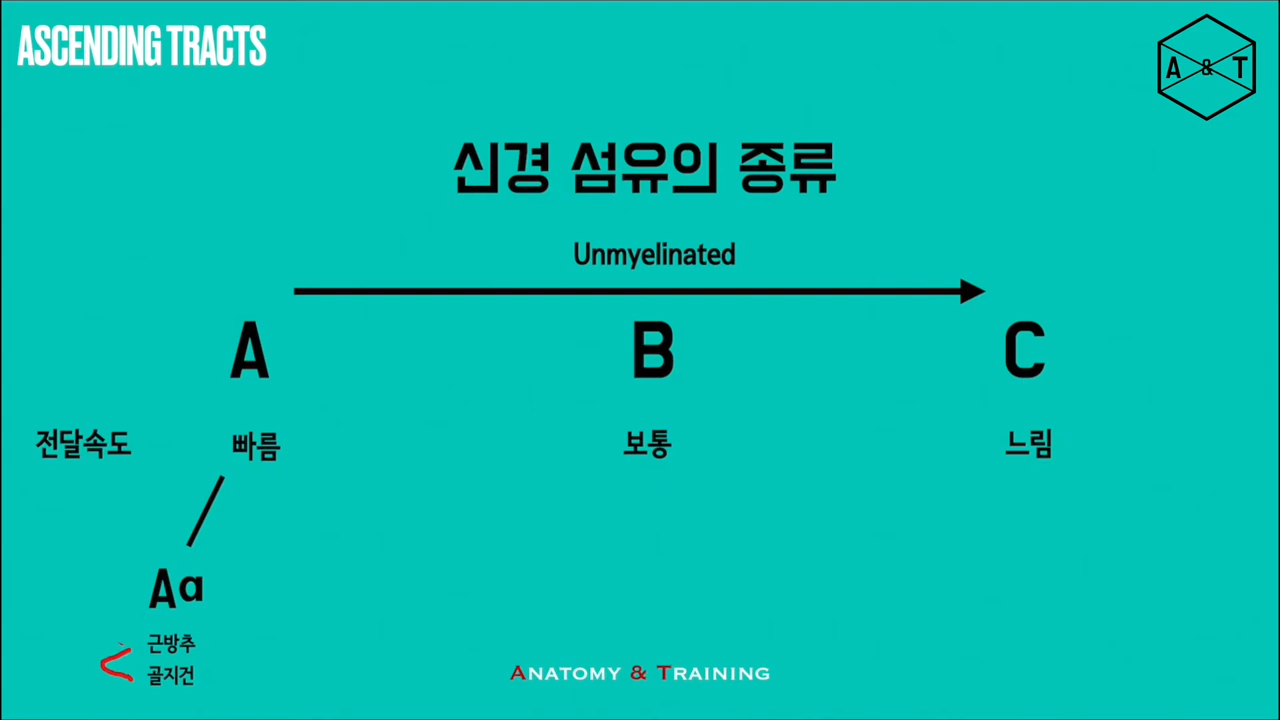 ASCENDING TRACTS
A & T
신경 섬유의 종류
Unmyelinated
A B C
전달속도 빠름 보통 느림
Aα
근방추
골지건
ANATOMY & TRAINING